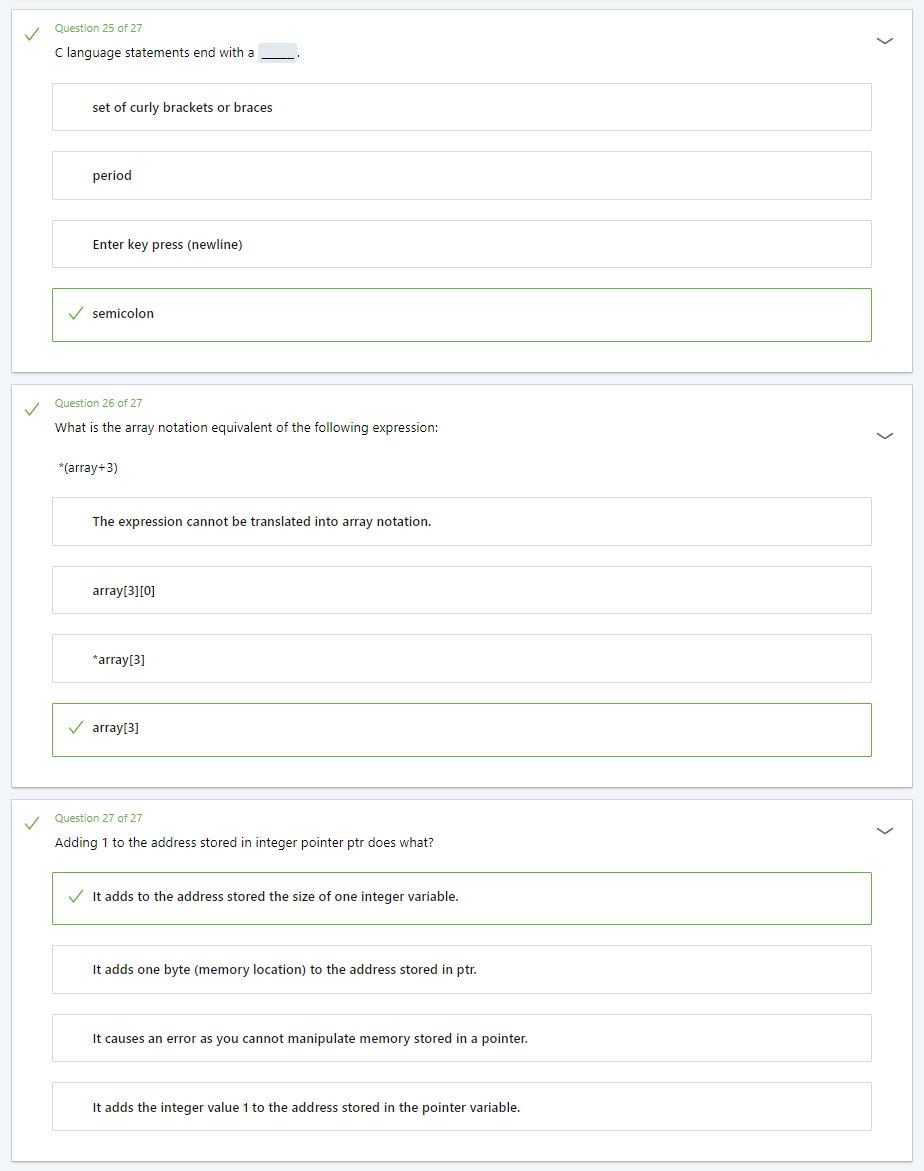 Question 25 of 27
C language statements end with a _____.
set of curly brackets or braces
period
Enter key press (newline)
semicolon
Question 26 of 27
What is the array notation equivalent of the following expression:
*(array+3)
The expression cannot be translated into array notation.
array[3][0]
*array[3]
array[3]
Question 27 of 27
Adding 1 to the address stored in integer pointer ptr does what?
It adds to the address stored the size of one integer variable.
It adds one byte (memory location) to the address stored in ptr.
It causes an error as you cannot manipulate memory stored in a pointer.
It adds the integer value 1 to the address stored in the pointer variable.